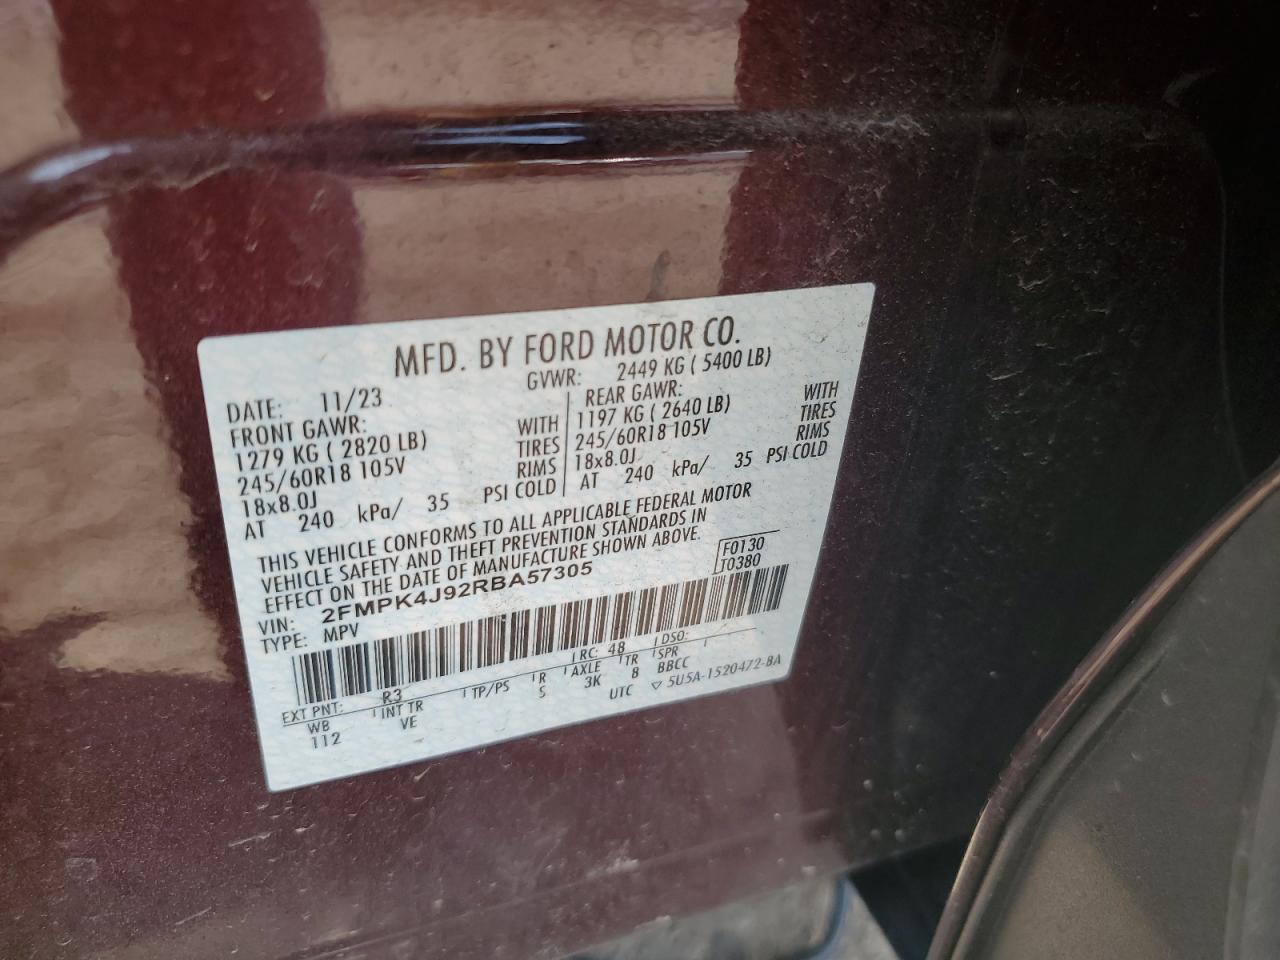 MFD. BY FORD MOTOR CO.
DATE: 11/23 GVWR: 2449 KG ( 5400 LB)
FRONT GAWR: REAR GAWR:
1279 KG ( 2820 LB) WITH 1197 KG ( 2640 LB) WITH
245/60R18 105V TIRES 245/60R18 105V TIRES
18x8.0J RIMS 18x8.0J RIMS
AT 240 kPa/ 35 PSI COLD AT 240 kPa/ 35 PSI COLD
THIS VEHICLE CONFORMS TO ALL APPLICABLE FEDERAL MOTOR
VEHICLE SAFETY AND THEFT PREVENTION STANDARDS IN
EFFECT ON THE DATE OF MANUFACTURE SHOWN ABOVE.
F0130
T0380
VIN: 2FMPK4J92RBA57305
TYPE: MPV
EXT PNT: R3 RC: 48 DSO:
WB INT TR TP/PS R AXLE TR SPR
112 VE S 3K 8 BBCC
UTC ▽ 5U5A-1520472-BA